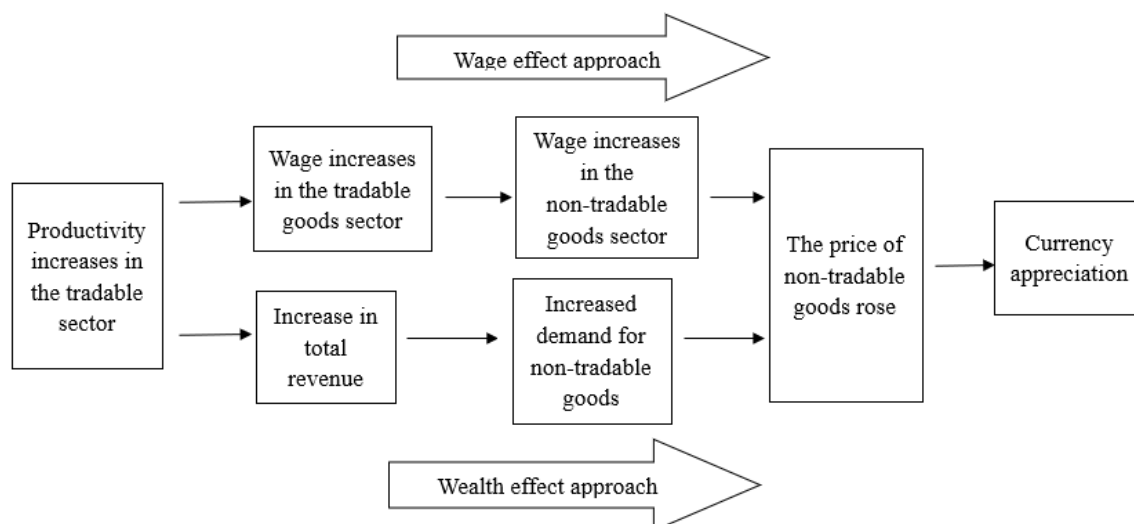 Wage effect approach
Productivity
increases in
the tradable
sector
Wage increases
in the tradable
goods sector
Wage increases
in the
non-tradable
goods sector
Increase in
total
revenue
Increased
demand for
non-tradable
goods
The price of
non-tradable
goods rose
Currency
appreciation
Wealth effect approach